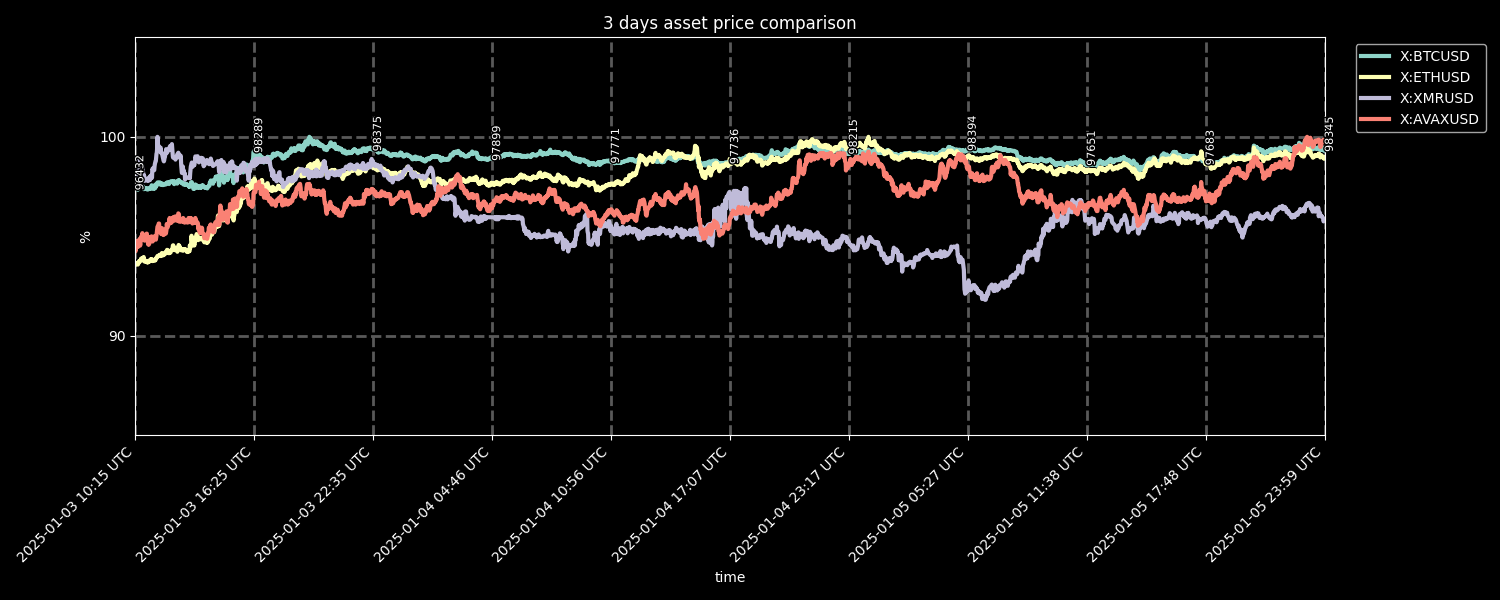 3 days asset price comparison
X:BTCUSD
X:ETHUSD
X:XMRUSD
X:AVAXUSD
100
90
%
96432
98289
98375
97899
97771
97736
98215
98394
97651
97683
98345
2025-01-03 10:15 UTC
2025-01-03 16:25 UTC
2025-01-03 22:35 UTC
2025-01-04 04:46 UTC
2025-01-04 10:56 UTC
2025-01-04 17:07 UTC
2025-01-04 23:17 UTC
2025-01-05 05:27 UTC
2025-01-05 11:38 UTC
2025-01-05 17:48 UTC
2025-01-05 23:59 UTC
time